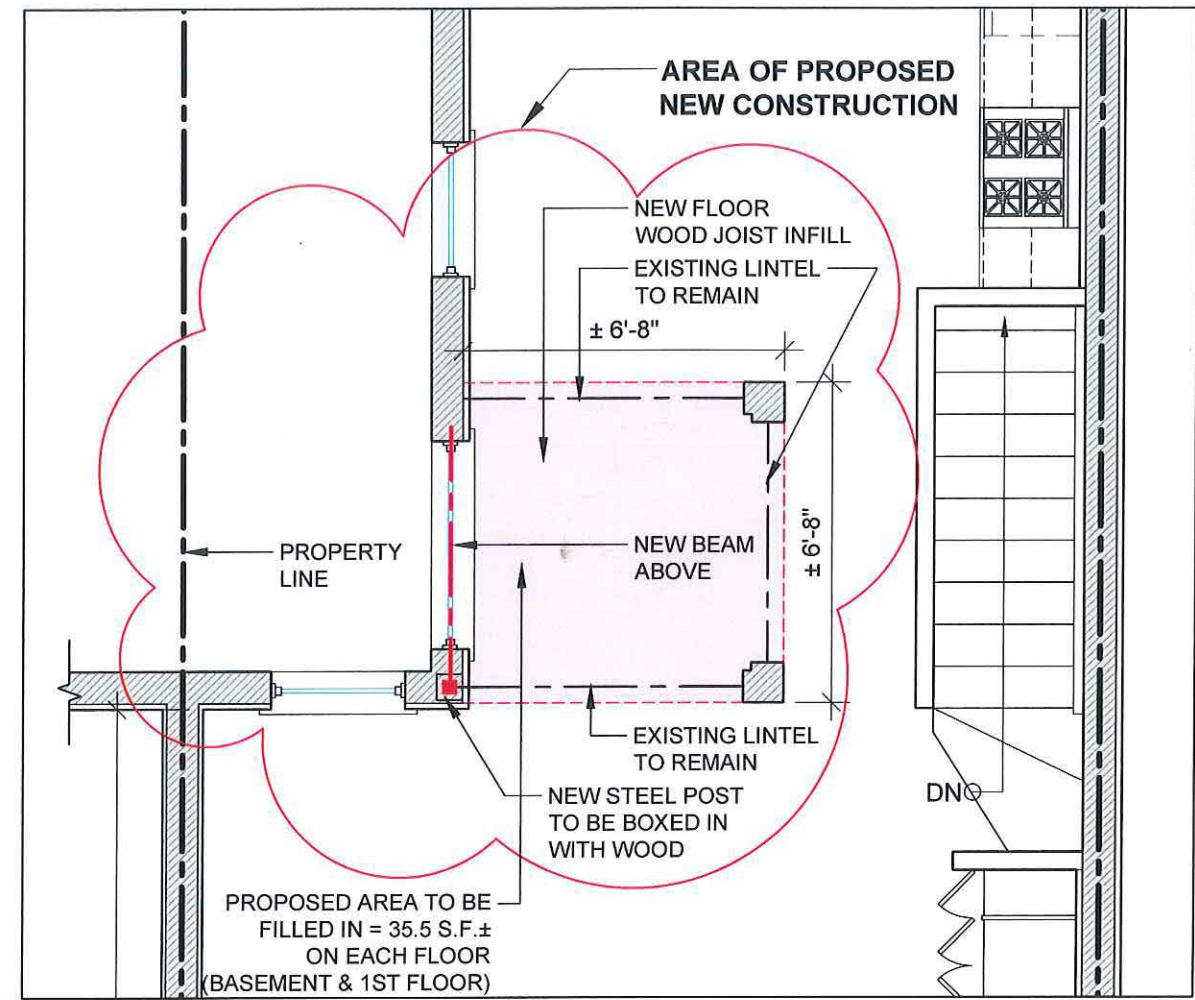 AREA OF PROPOSED
NEW CONSTRUCTION
NEW FLOOR
WOOD JOIST INFILL
EXISTING LINTEL
TO REMAIN
± 6'-8"
± 6'-8"
PROPERTY
LINE
NEW BEAM
ABOVE
EXISTING LINTEL
TO REMAIN
NEW STEEL POST
TO BE BOXED IN
WITH WOOD
DN
PROPOSED AREA TO BE
FILLED IN = 35.5 S.F.±
ON EACH FLOOR
(BASEMENT & 1ST FLOOR)